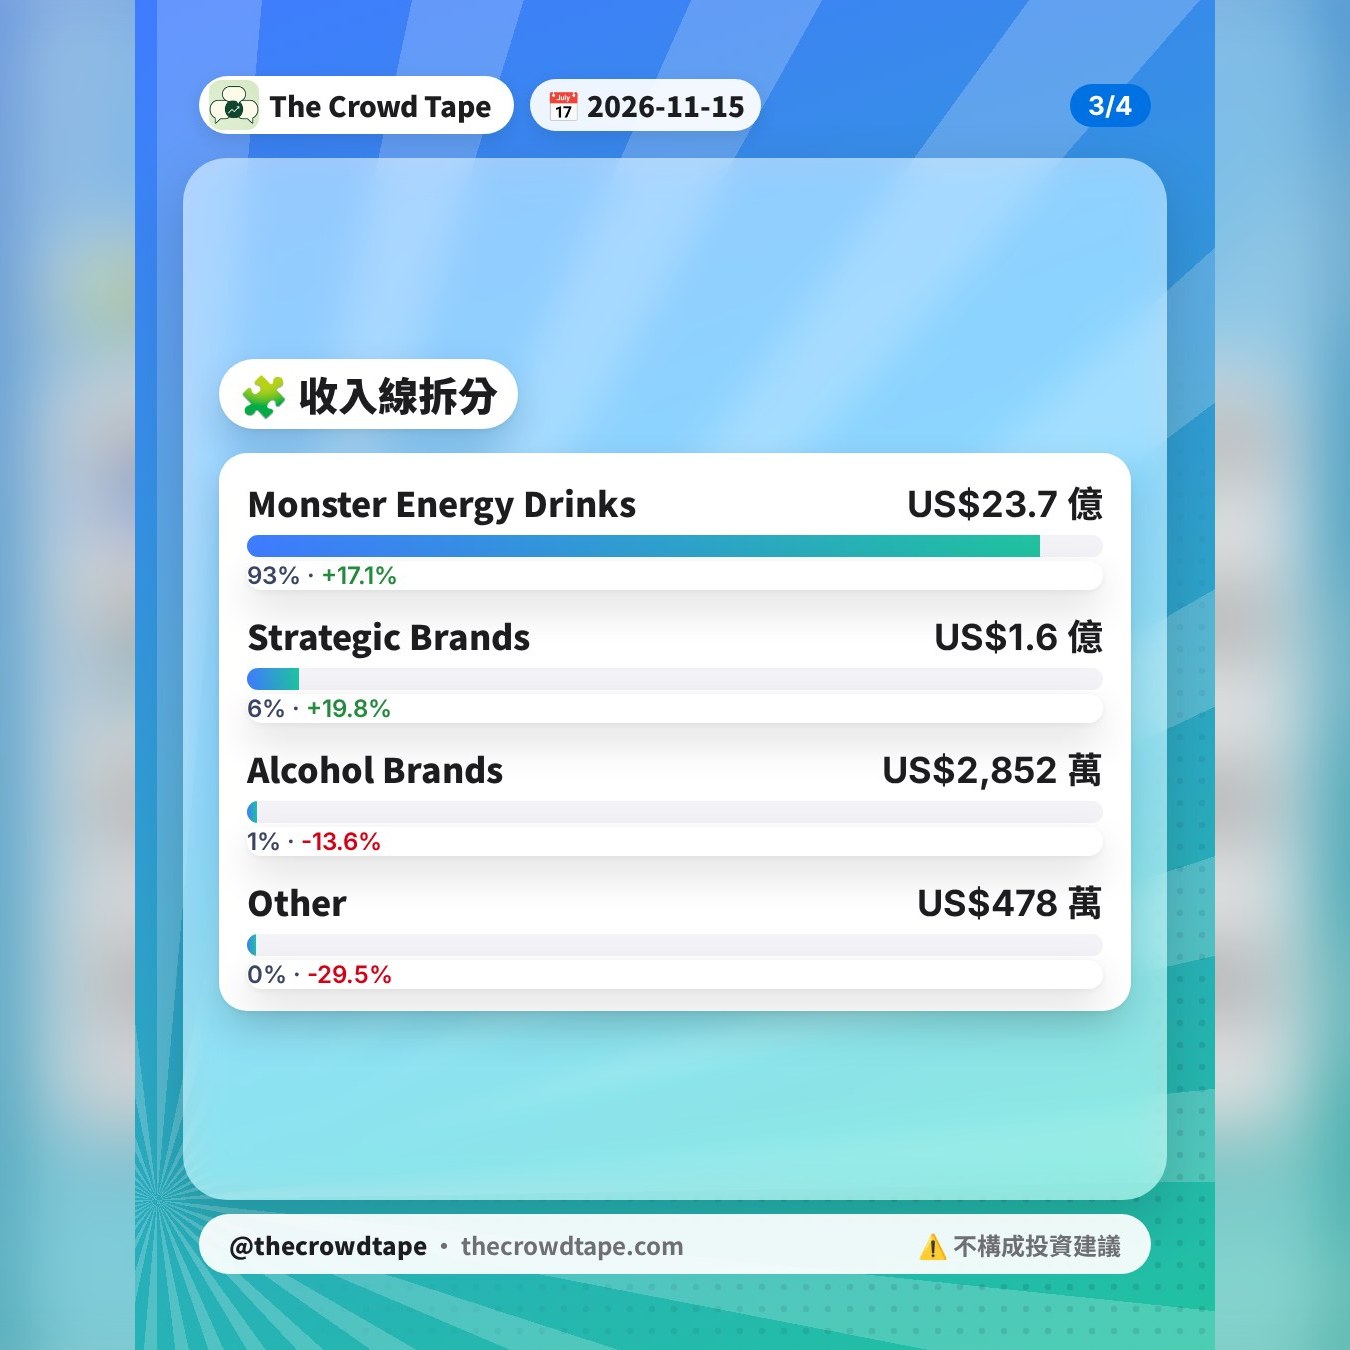 The Crowd Tape
2026-11-15
3/4
收入線拆分
Monster Energy Drinks US$23.7 億
93% · +17.1%
Strategic Brands US$1.6 億
6% · +19.8%
Alcohol Brands US$2,852 萬
1% · -13.6%
Other US$478 萬
0% · -29.5%
@thecrowdtape • thecrowdtape.com
⚠️ 不構成投資建議